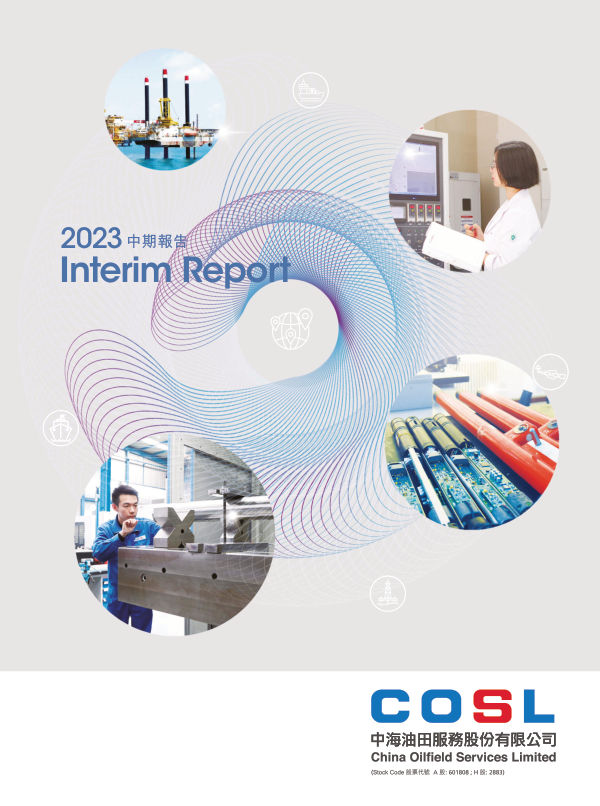 2023 中期報告
Interim Report
COSL
中海油田服務股份有限公司
China Oilfield Services Limited
(Stock Code 股票代號 A 股: 601808 ; H 股: 2883)